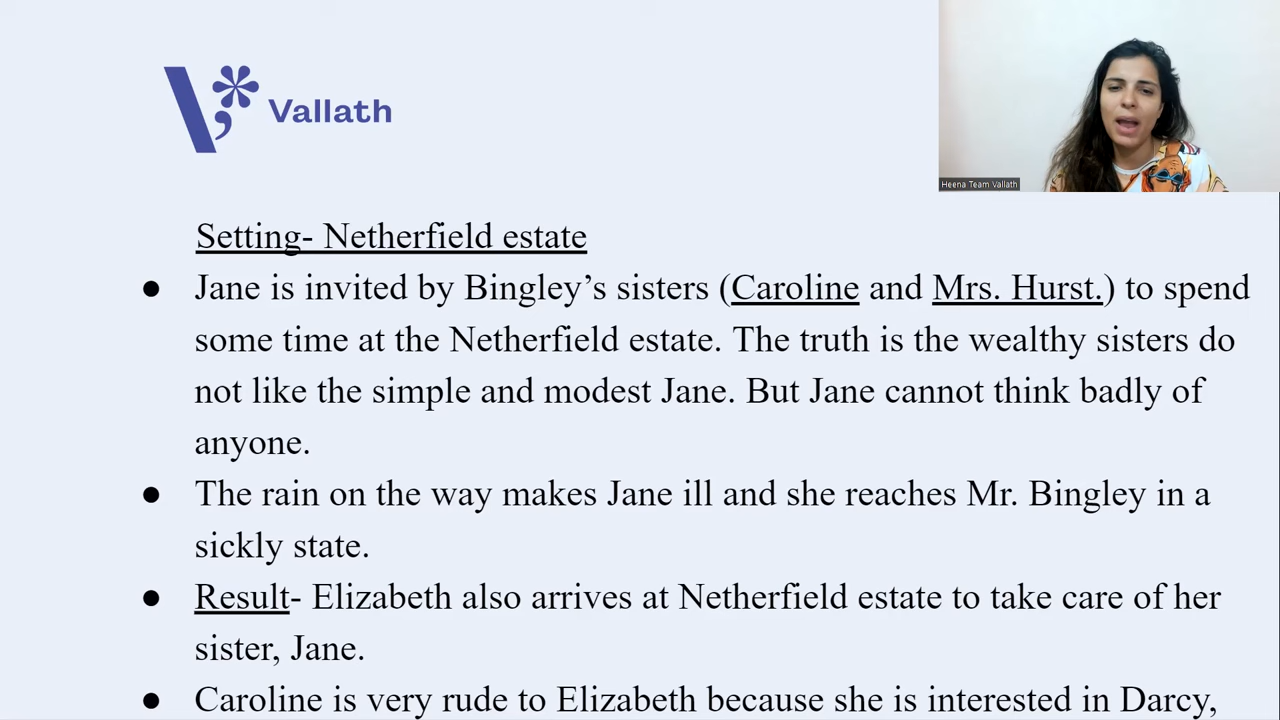 Vallath
Heena Team Vallath
Setting- Netherfield estate
● Jane is invited by Bingley’s sisters (Caroline and Mrs. Hurst.) to spend
some time at the Netherfield estate. The truth is the wealthy sisters do
not like the simple and modest Jane. But Jane cannot think badly of
anyone.
● The rain on the way makes Jane ill and she reaches Mr. Bingley in a
sickly state.
● Result- Elizabeth also arrives at Netherfield estate to take care of her
sister, Jane.
● Caroline is very rude to Elizabeth because she is interested in Darcy,